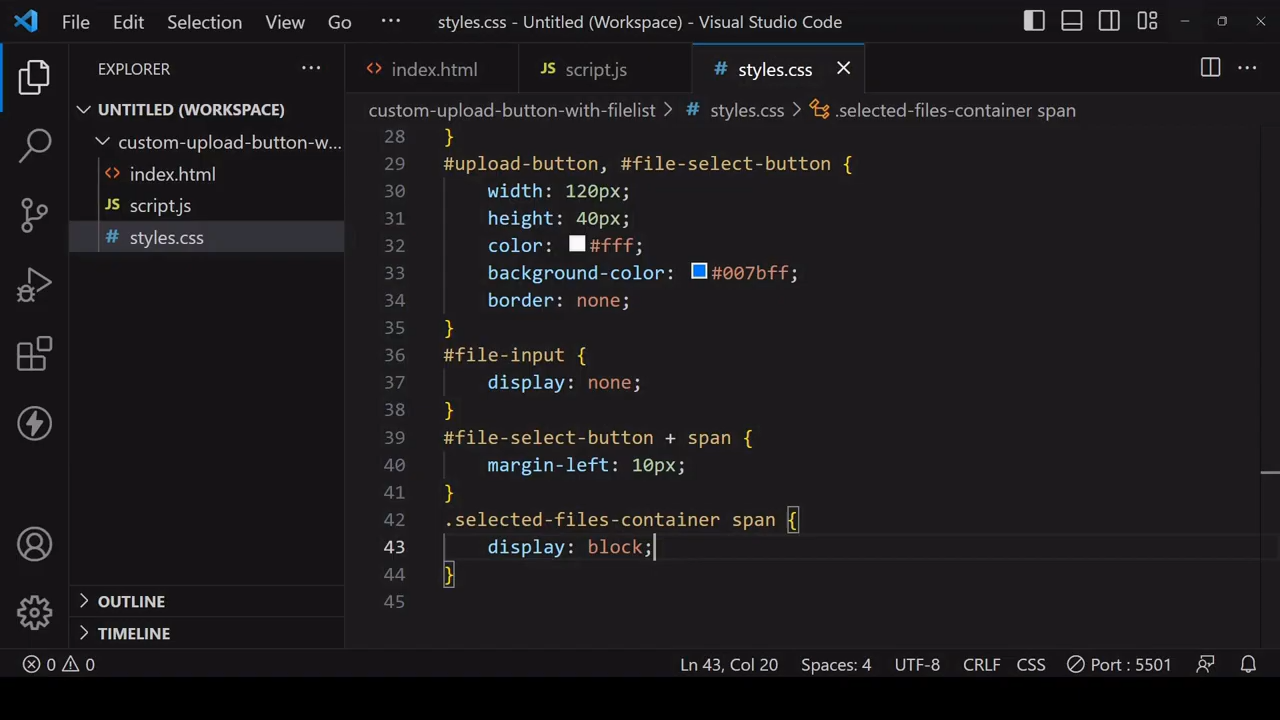 File Edit Selection View Go ··· styles.css - Untitled (Workspace) - Visual Studio Code
EXPLORER ···
UNTITLED (WORKSPACE)
custom-upload-button-w...
<> index.html
JS script.js
# styles.css
OUTLINE
TIMELINE
<> index.html JS script.js # styles.css ···
custom-upload-button-with-filelist > # styles.css > .selected-files-container span
28 }
29 #upload-button, #file-select-button {
30 width: 120px;
31 height: 40px;
32 color: #fff;
33 background-color: #007bff;
34 border: none;
35 }
36 #file-input {
37 display: none;
38 }
39 #file-select-button + span {
40 margin-left: 10px;
41 }
42 .selected-files-container span {
43 display: block;
44 }
45
0 0 Ln 43, Col 20 Spaces: 4 UTF-8 CRLF CSS Port : 5501